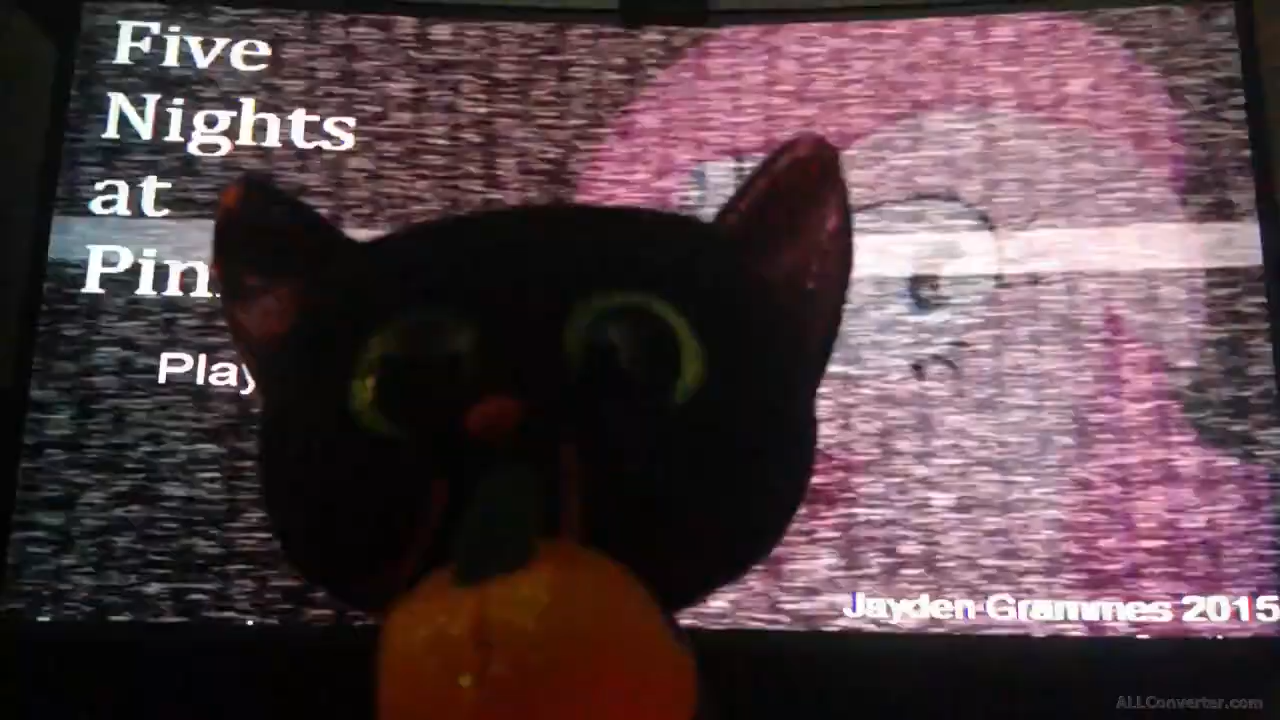 Five
Nights
at
Pin
Play
Jayden Grammes 2015
ALLConverter.com